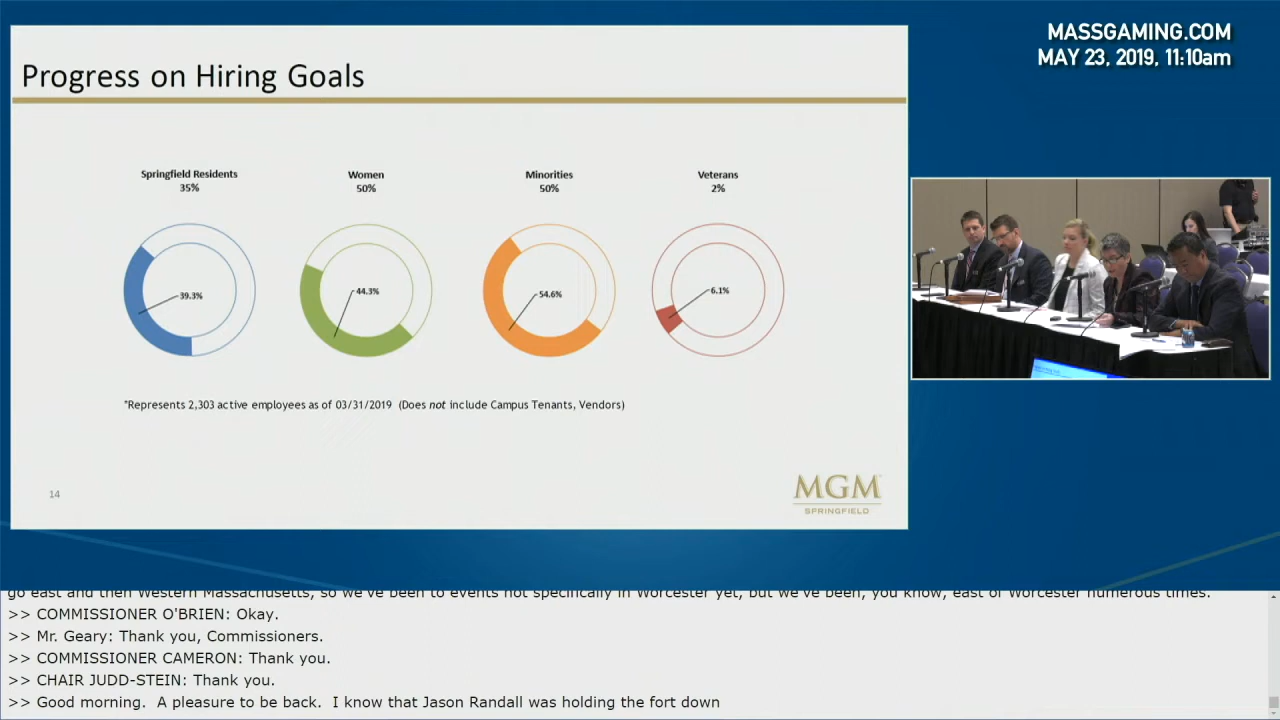 MASSGAMING.COM
MAY 23, 2019, 11:10am
Progress on Hiring Goals
Springfield Residents
35%
Women
50%
Minorities
50%
Veterans
2%
39.3%
44.3%
54.6%
6.1%
*Represents 2,303 active employees as of 03/31/2019 (Does not include Campus Tenants, Vendors)
14
MGM
SPRINGFIELD
go east and then Western Massachusetts, so we've been to events not specifically in Worcester yet, but we've been, you know, east of Worcester numerous times.
>> COMMISSIONER O'BRIEN: Okay.
>> Mr. Geary: Thank you, Commissioners.
>> COMMISSIONER CAMERON: Thank you.
>> CHAIR JUDD-STEIN: Thank you.
>> Good morning. A pleasure to be back. I know that Jason Randall was holding the fort down